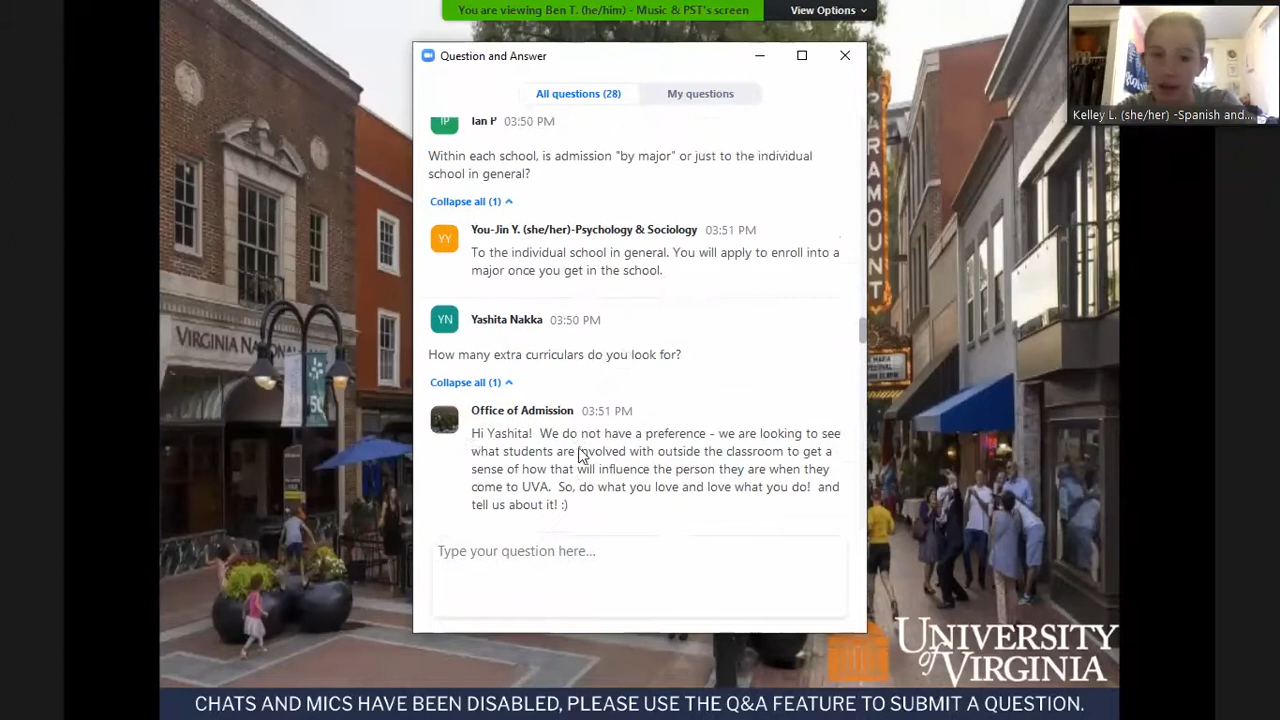 You are viewing Ben T. (he/him) - Music & PST's screen
View Options
Kelley L. (she/her) -Spanish and...
Question and Answer
All questions (28)
My questions
IP
Ian P 03:50 PM
Within each school, is admission "by major" or just to the individual
school in general?
Collapse all (1)
YY
You-Jin Y. (she/her)-Psychology & Sociology 03:51 PM
To the individual school in general. You will apply to enroll into a
major once you get in the school.
YN
Yashita Nakka 03:50 PM
How many extra curriculars do you look for?
Collapse all (1)
Office of Admission 03:51 PM
Hi Yashita! We do not have a preference - we are looking to see
what students are involved with outside the classroom to get a
sense of how that will influence the person they are when they
come to UVA. So, do what you love and love what you do! and
tell us about it! :)
Type your question here...
VIRGINIA NATIONAL
PARAMOUNT
UNIVERSITY
of VIRGINIA
CHATS AND MICS HAVE BEEN DISABLED, PLEASE USE THE Q&A FEATURE TO SUBMIT A QUESTION.